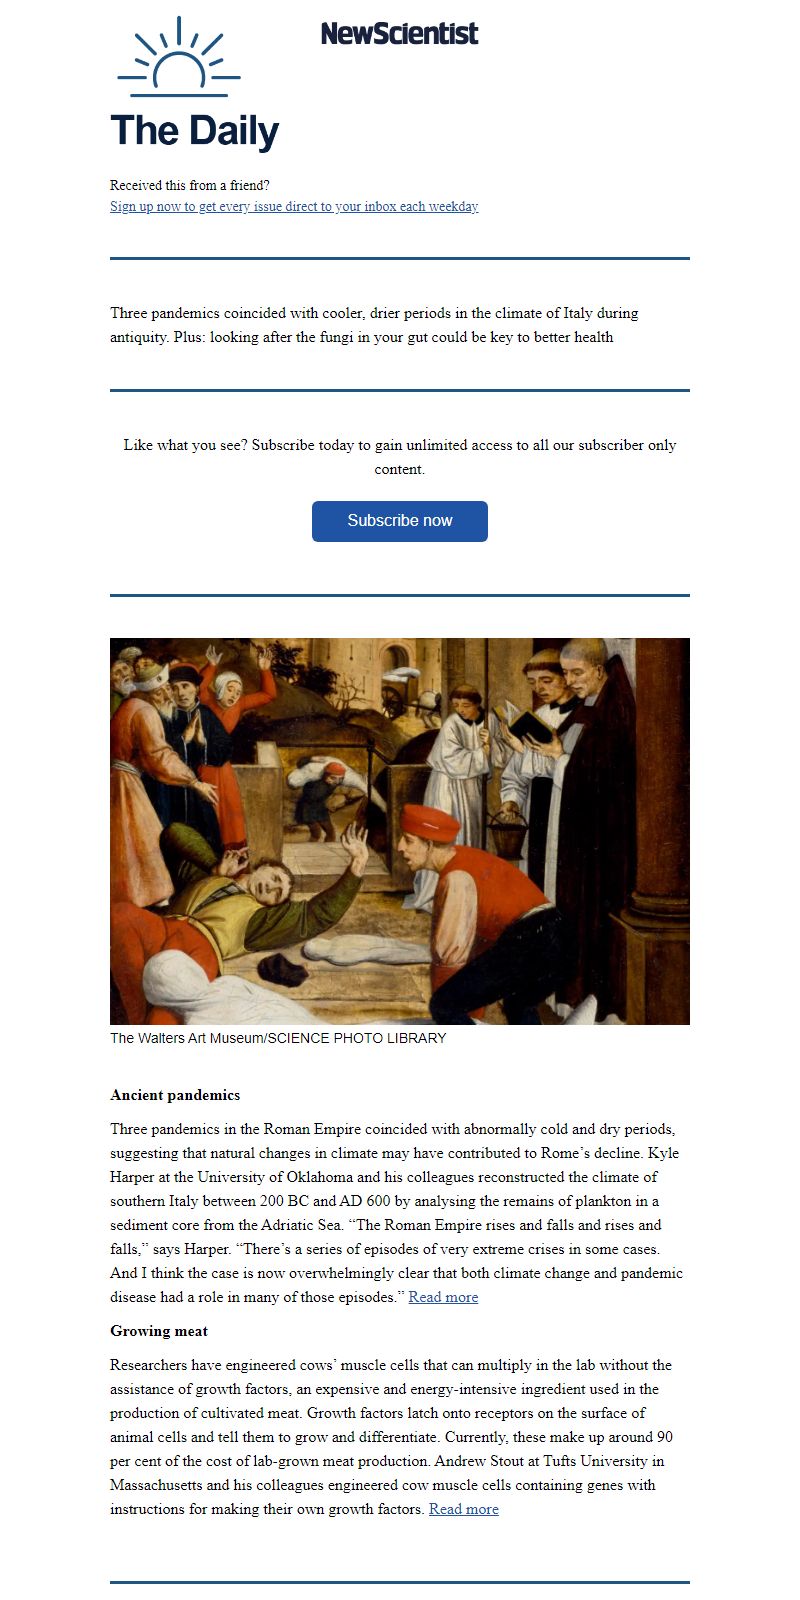 NewScientist
The Daily
Received this from a friend?
Sign up now to get every issue direct to your inbox each weekday
Three pandemics coincided with cooler, drier periods in the climate of Italy during
antiquity. Plus: looking after the fungi in your gut could be key to better health
Like what you see? Subscribe today to gain unlimited access to all our subscriber only
content.
Subscribe now
The Walters Art Museum/SCIENCE PHOTO LIBRARY
Ancient pandemics
Three pandemics in the Roman Empire coincided with abnormally cold and dry periods,
suggesting that natural changes in climate may have contributed to Rome’s decline. Kyle
Harper at the University of Oklahoma and his colleagues reconstructed the climate of
southern Italy between 200 BC and AD 600 by analysing the remains of plankton in a
sediment core from the Adriatic Sea. “The Roman Empire rises and falls and rises and
falls,” says Harper. “There’s a series of episodes of very extreme crises in some cases.
And I think the case is now overwhelmingly clear that both climate change and pandemic
disease had a role in many of those episodes.” Read more
Growing meat
Researchers have engineered cows’ muscle cells that can multiply in the lab without the
assistance of growth factors, an expensive and energy-intensive ingredient used in the
production of cultivated meat. Growth factors latch onto receptors on the surface of
animal cells and tell them to grow and differentiate. Currently, these make up around 90
per cent of the cost of lab-grown meat production. Andrew Stout at Tufts University in
Massachusetts and his colleagues engineered cow muscle cells containing genes with
instructions for making their own growth factors. Read more